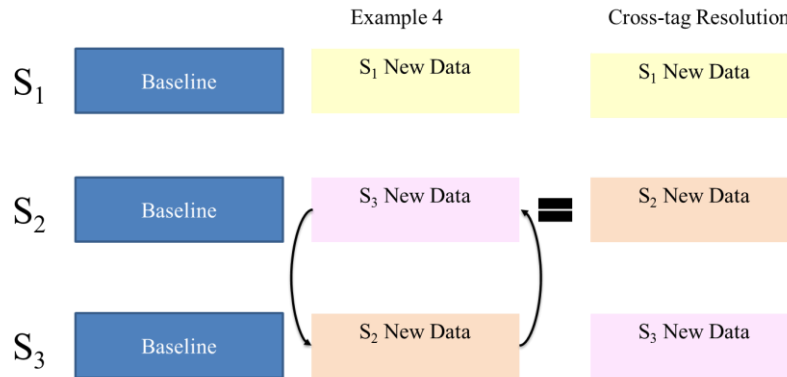 Example 4
Cross-tag Resolution
S₁
Baseline
S₁ New Data
S₁ New Data
S₂
Baseline
S₃ New Data
S₂ New Data
S₃
Baseline
S₂ New Data
S₃ New Data